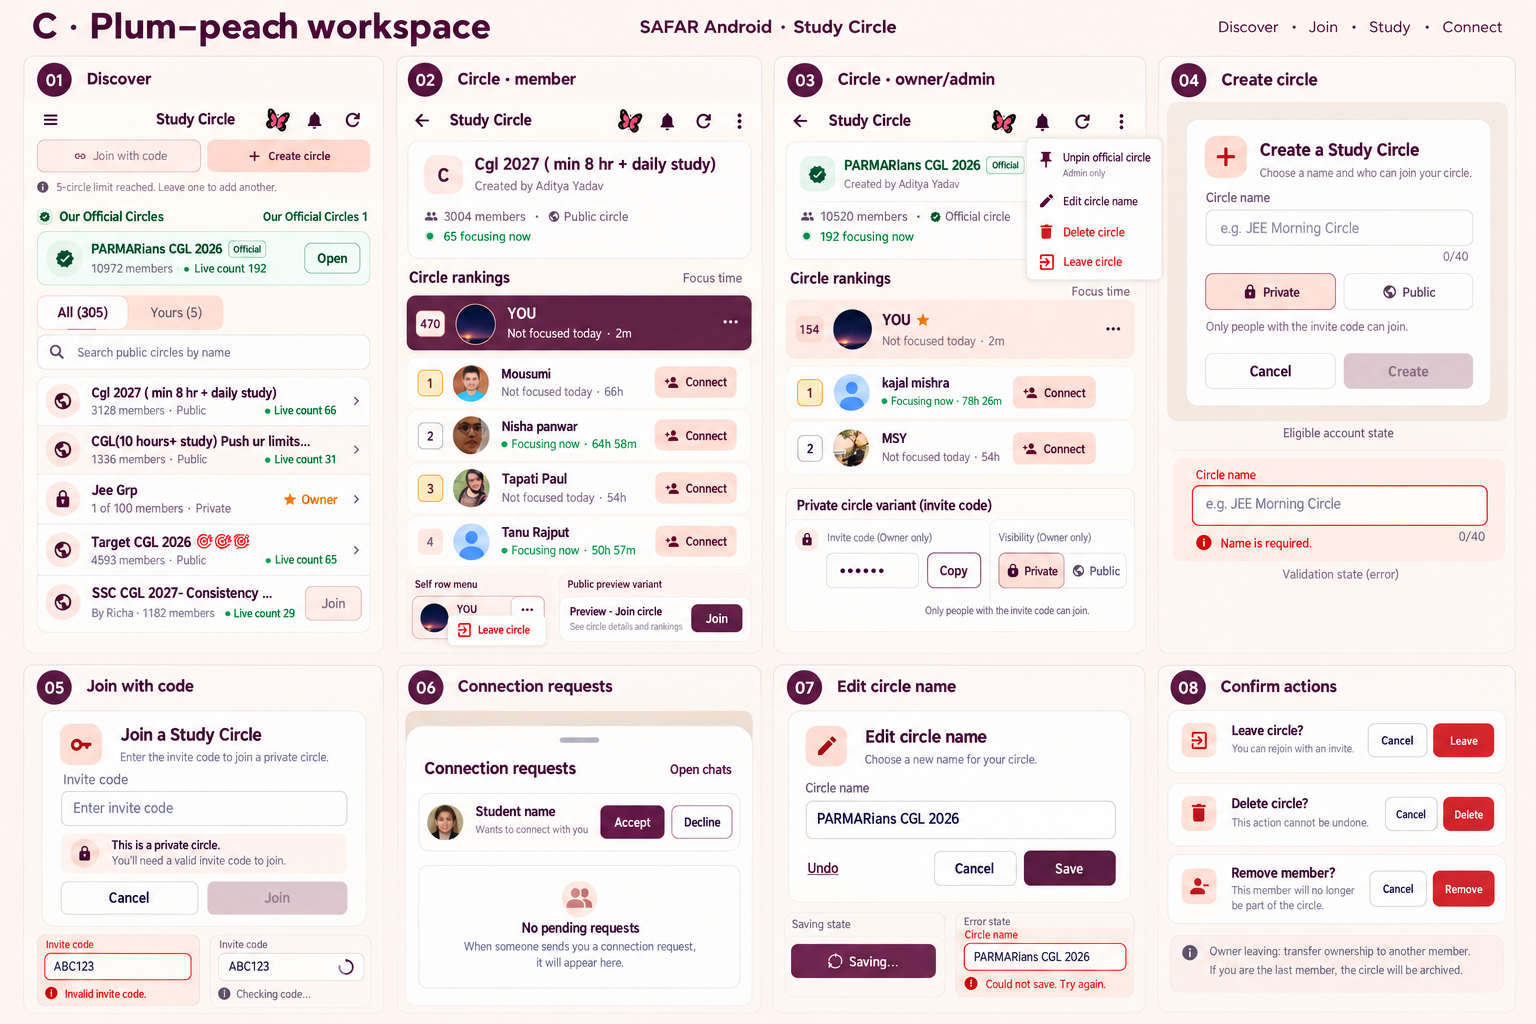 C · Plum–peach workspace
SAFAR Android · Study Circle
Discover • Join • Study • Connect
01 Discover
Study Circle
Join with code
+ Create circle
5-circle limit reached. Leave one to add another.
Our Official Circles
Our Official Circles 1
PARMARians CGL 2026 Official
10972 members • Live count 192
Open
All (305)
Yours (5)
Search public circles by name
Cgl 2027 ( min 8 hr + daily study)
3128 members · Public • Live count 66
CGL(10 hours+ study) Push ur limits...
1336 members · Public • Live count 31
Jee Grp
1 of 100 members · Private
★ Owner
Target CGL 2026 🎯🎯🎯
4593 members · Public • Live count 65
SSC CGL 2027- Consistency ...
By Richa · 1182 members • Live count 29
Join
02 Circle · member
Study Circle
C
Cgl 2027 ( min 8 hr + daily study)
Created by Aditya Yadav
3004 members • Public circle
65 focusing now
Circle rankings
Focus time
470
YOU
Not focused today · 2m
1
Mousumi
Not focused today · 66h
Connect
2
Nisha panwar
• Focusing now · 64h 58m
Connect
3
Tapati Paul
Not focused today · 54h
Connect
4
Tanu Rajput
• Focusing now · 50h 57m
Connect
Self row menu
YOU
Leave circle
Public preview variant
Preview - Join circle
See circle details and rankings
Join
03 Circle · owner/admin
Study Circle
PARMARIans CGL 2026 Official
Created by Aditya Yadav
10520 members • Official circle
192 focusing now
Unpin official circle
Admin only
Edit circle name
Delete circle
Leave circle
Circle rankings
Focus time
154
YOU ★
Not focused today · 2m
1
kajal mishra
• Focusing now · 78h 26m
Connect
2
MSY
Not focused today · 54h
Connect
Private circle variant (invite code)
Invite code (Owner only)
••••••
Copy
Visibility (Owner only)
Private
Public
Only people with the invite code can join.
04 Create circle
Create a Study Circle
Choose a name and who can join your circle.
Circle name
e.g. JEE Morning Circle
0/40
Private
Public
Only people with the invite code can join.
Cancel
Create
Eligible account state
Circle name
e.g. JEE Morning Circle
Name is required.
0/40
Validation state (error)
05 Join with code
Join a Study Circle
Enter the invite code to join a private circle.
Invite code
Enter invite code
This is a private circle.
You'll need a valid invite code to join.
Cancel
Join
Invite code
ABC123
Invalid invite code.
Invite code
ABC123
Checking code...
06 Connection requests
Connection requests
Open chats
Student name
Wants to connect with you
Accept
Decline
No pending requests
When someone sends you a connection request,
it will appear here.
07 Edit circle name
Edit circle name
Choose a new name for your circle.
Circle name
PARMARians CGL 2026
Undo
Cancel
Save
Saving state
Saving...
Error state
Circle name
PARMARians CGL 2026
Could not save. Try again.
08 Confirm actions
Leave circle?
You can rejoin with an invite.
Cancel
Leave
Delete circle?
This action cannot be undone.
Cancel
Delete
Remove member?
This member will no longer
be part of the circle.
Cancel
Remove
Owner leaving: transfer ownership to another member.
If you are the last member, the circle will be archived.